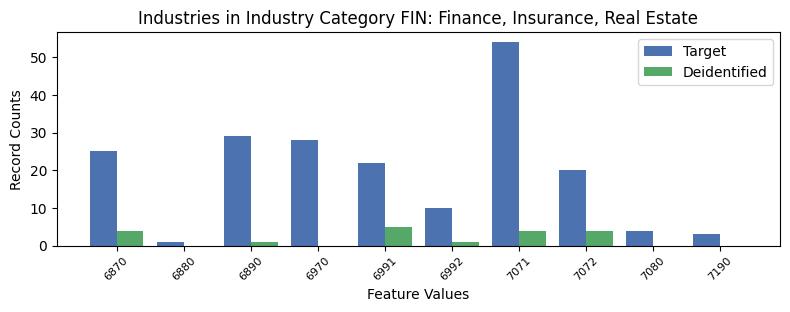 Industries in Industry Category FIN: Finance, Insurance, Real Estate
Target
Deidentified
Record Counts
50
40
30
20
10
0
6870 6880 6890 6970 6991 6992 7071 7072 7080 7190
Feature Values